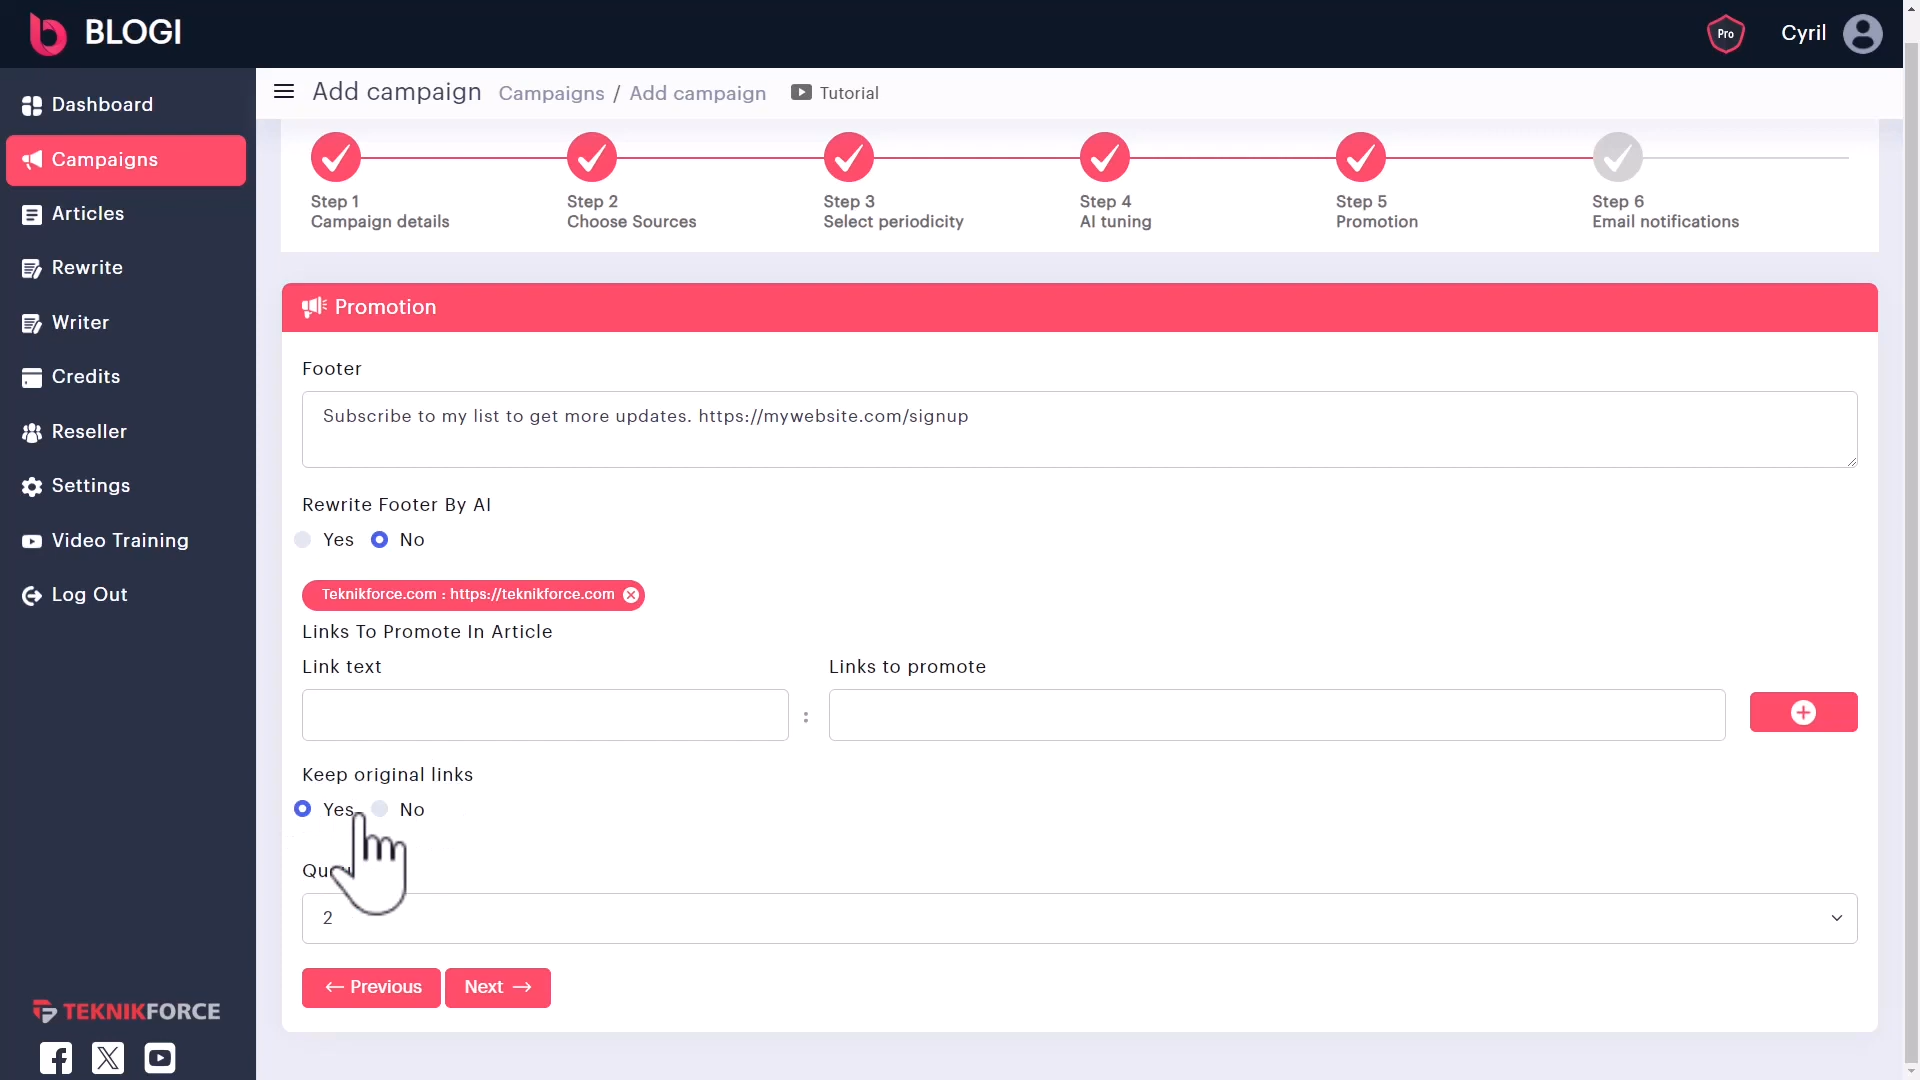 BLOGI
Pro
Cyril
Dashboard
Campaigns
Articles
Rewrite
Writer
Credits
Reseller
Settings
Video Training
Log Out
TEKNIKFORCE
Add campaign
Campaigns / Add campaign
Tutorial
Step 1
Campaign details
Step 2
Choose Sources
Step 3
Select periodicity
Step 4
AI tuning
Step 5
Promotion
Step 6
Email notifications
Promotion
Footer
Subscribe to my list to get more updates. https://mywebsite.com/signup
Rewrite Footer By AI
Yes No
Teknikforce.com : https://teknikforce.com
Links To Promote In Article
Link text
Links to promote
:
Keep original links
Yes No
2
← Previous
Next →